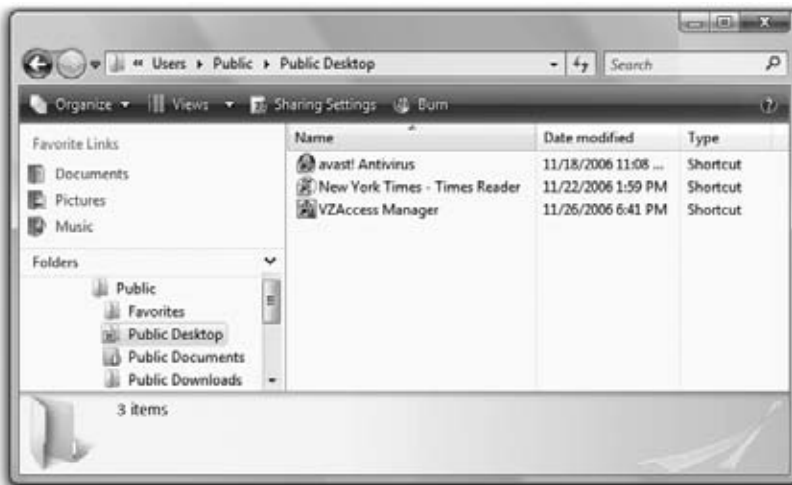 « Users ▸ Public ▸ Public Desktop Search
Organize Views Sharing Settings Burn
Favorite Links
Documents
Pictures
Music
Folders
Public
Favorites
Public Desktop
Public Documents
Public Downloads
Name Date modified Type
avast! Antivirus 11/18/2006 11:08 ... Shortcut
New York Times - Times Reader 11/22/2006 1:59 PM Shortcut
VZAccess Manager 11/26/2006 6:41 PM Shortcut
3 items